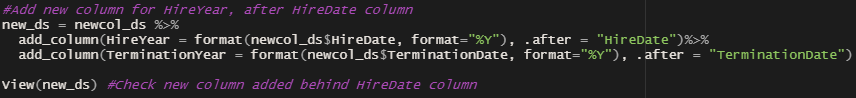 #Add new column for HireYear, after HireDate column
new_ds = newcol_ds %>%
  add_column(HireYear = format(newcol_ds$HireDate, format="%Y"), .after = "HireDate")%>%
  add_column(TerminationYear = format(newcol_ds$TerminationDate, format="%Y"), .after = "TerminationDate")
View(new_ds) #Check new column added behind HireDate column